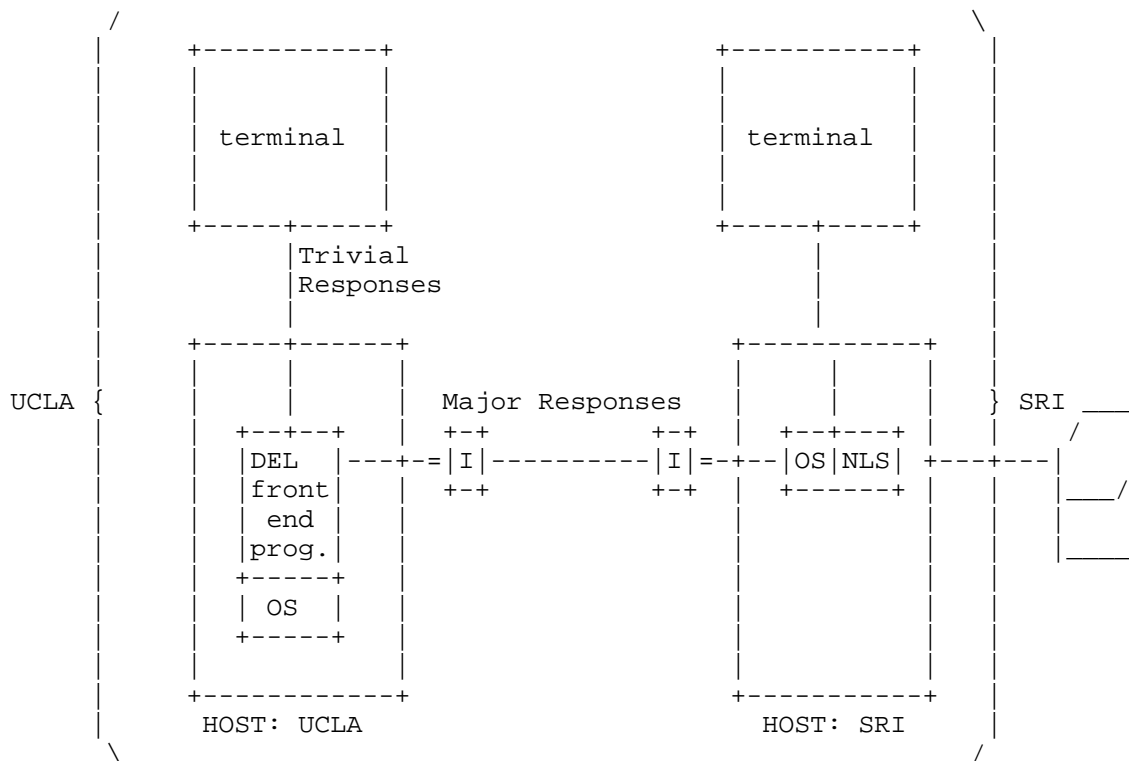 terminal terminal
Trivial
Responses
UCLA Major Responses SRI
DEL I I OS NLS
front
end
prog.
OS
HOST: UCLA HOST: SRI